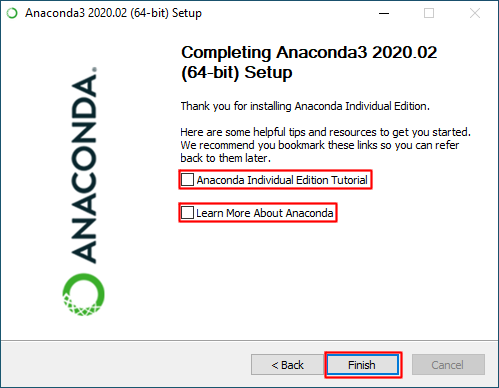 Anaconda3 2020.02 (64-bit) Setup
Completing Anaconda3 2020.02
(64-bit) Setup
Thank you for installing Anaconda Individual Edition.
Here are some helpful tips and resources to get you started.
We recommend you bookmark these links so you can refer
back to them later.
Anaconda Individual Edition Tutorial
Learn More About Anaconda
ANACONDA.
< Back
Finish
Cancel